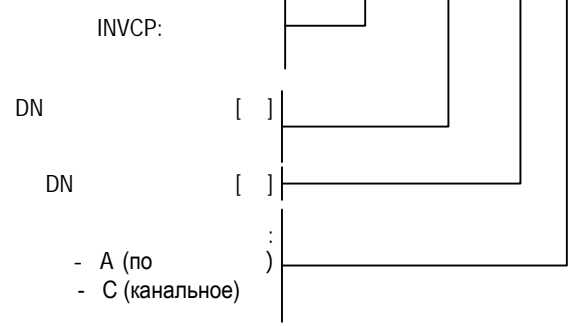 INVCP:
DN [ ]
DN [ ]
:
- А (по )
- С (канальное)